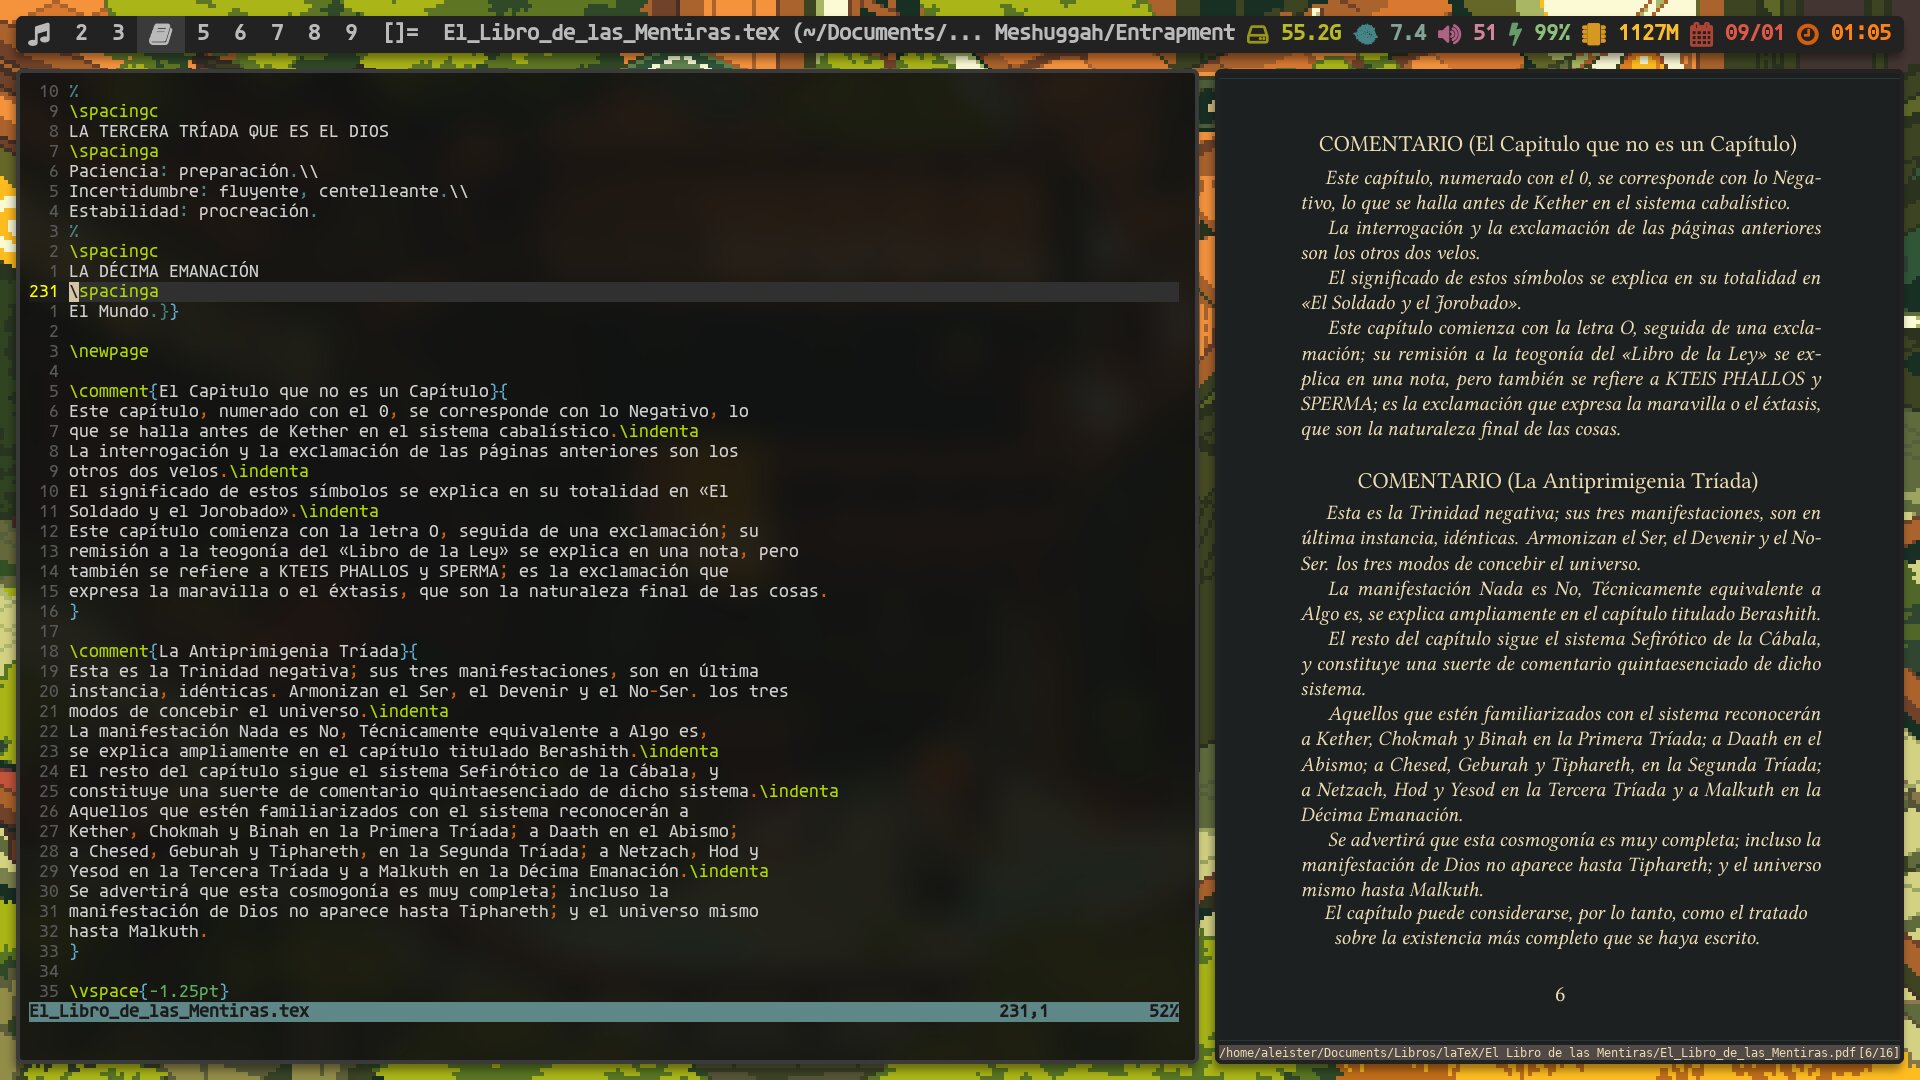 2 3 5 6 7 8 9 []= El_Libro_de_las_Mentiras.tex (~/Documents/... Meshuggah/Entrapment 55.2G 7.4 51 99% 1127M 09/01 01:05
10 %
9 \spacingc
8 LA TERCERA TRÍADA QUE ES EL DIOS
7 \spacinga
6 Paciencia: preparación.\\
5 Incertidumbre: fluyente, centelleante.\\
4 Estabilidad: procreación.
3 %
2 \spacingc
1 LA DÉCIMA EMANACIÓN
231 \spacinga
1 El Mundo.}}
2
3 \newpage
4
5 \comment{El Capitulo que no es un Capítulo}{
6 Este capítulo, numerado con el 0, se corresponde con lo Negativo, lo
7 que se halla antes de Kether en el sistema cabalístico.\indenta
8 La interrogación y la exclamación de las páginas anteriores son los
9 otros dos velos.\indenta
10 El significado de estos símbolos se explica en su totalidad en «El
11 Soldado y el Jorobado».\indenta
12 Este capítulo comienza con la letra O, seguida de una exclamación; su
13 remisión a la teogonía del «Libro de la Ley» se explica en una nota, pero
14 también se refiere a KTEIS PHALLOS y SPERMA; es la exclamación que
15 expresa la maravilla o el éxtasis, que son la naturaleza final de las cosas.
16 }
17
18 \comment{La Antiprimigenia Tríada}{
19 Esta es la Trinidad negativa; sus tres manifestaciones, son en última
20 instancia, idénticas. Armonizan el Ser, el Devenir y el No-Ser. los tres
21 modos de concebir el universo.\indenta
22 La manifestación Nada es No, Técnicamente equivalente a Algo es,
23 se explica ampliamente en el capítulo titulado Berashith.\indenta
24 El resto del capítulo sigue el sistema Sefirótico de la Cábala, y
25 constituye una suerte de comentario quintaesenciado de dicho sistema.\indenta
26 Aquellos que estén familiarizados con el sistema reconocerán a
27 Kether, Chokmah y Binah en la Primera Tríada; a Daath en el Abismo;
28 a Chesed, Geburah y Tiphareth, en la Segunda Tríada; a Netzach, Hod y
29 Yesod en la Tercera Tríada y a Malkuth en la Décima Emanación.\indenta
30 Se advertirá que esta cosmogonía es muy completa; incluso la
31 manifestación de Dios no aparece hasta Tiphareth; y el universo mismo
32 hasta Malkuth.
33 }
34
35 \vspace{-1.25pt}
El_Libro_de_las_Mentiras.tex 231,1 52%
COMENTARIO (El Capitulo que no es un Capítulo)
Este capítulo, numerado con el 0, se corresponde con lo Nega-
tivo, lo que se halla antes de Kether en el sistema cabalístico.
La interrogación y la exclamación de las páginas anteriores
son los otros dos velos.
El significado de estos símbolos se explica en su totalidad en
«El Soldado y el Jorobado».
Este capítulo comienza con la letra O, seguida de una excla-
mación; su remisión a la teogonía del «Libro de la Ley» se ex-
plica en una nota, pero también se refiere a KTEIS PHALLOS y
SPERMA; es la exclamación que expresa la maravilla o el éxtasis,
que son la naturaleza final de las cosas.
COMENTARIO (La Antiprimigenia Tríada)
Esta es la Trinidad negativa; sus tres manifestaciones, son en
última instancia, idénticas. Armonizan el Ser, el Devenir y el No-
Ser. los tres modos de concebir el universo.
La manifestación Nada es No, Técnicamente equivalente a
Algo es, se explica ampliamente en el capítulo titulado Berashith.
El resto del capítulo sigue el sistema Sefirótico de la Cábala,
y constituye una suerte de comentario quintaesenciado de dicho
sistema.
Aquellos que estén familiarizados con el sistema reconocerán
a Kether, Chokmah y Binah en la Primera Tríada; a Daath en el
Abismo; a Chesed, Geburah y Tiphareth, en la Segunda Tríada;
a Netzach, Hod y Yesod en la Tercera Tríada y a Malkuth en la
Décima Emanación.
Se advertirá que esta cosmogonía es muy completa; incluso la
manifestación de Dios no aparece hasta Tiphareth; y el universo
mismo hasta Malkuth.
El capítulo puede considerarse, por lo tanto, como el tratado
sobre la existencia más completo que se haya escrito.
6
/home/aleister/Documents/Libros/laTeX/El Libro de las Mentiras/El_Libro_de_las_Mentiras.pdf [6/16]